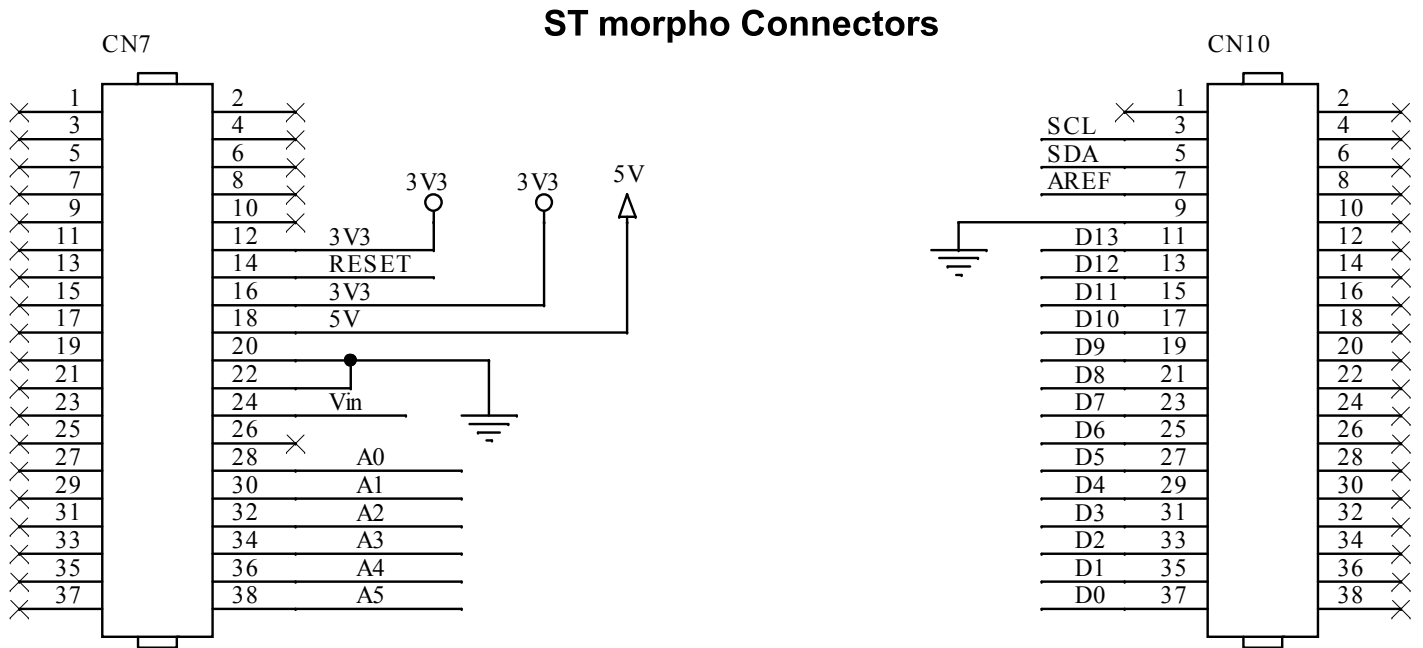 ST morpho Connectors
CN7
CN10
1 2
3 4
5 6
7 8
9 10
11 12 3V3
13 14 RESET
15 16 3V3
17 18 5V
19 20
21 22
23 24 Vin
25 26
27 28 A0
29 30 A1
31 32 A2
33 34 A3
35 36 A4
37 38 A5
3V3 3V3 5V
1 2
SCL 3 4
SDA 5 6
AREF 7 8
9 10
D13 11 12
D12 13 14
D11 15 16
D10 17 18
D9 19 20
D8 21 22
D7 23 24
D6 25 26
D5 27 28
D4 29 30
D3 31 32
D2 33 34
D1 35 36
D0 37 38